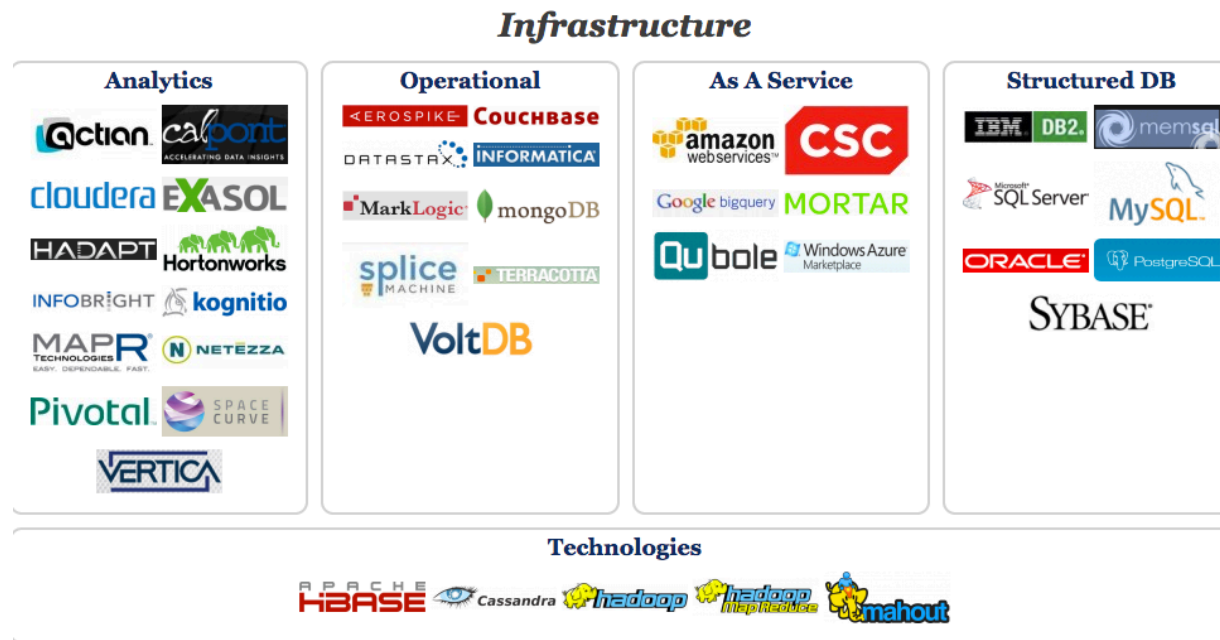 Infrastructure
Analytics
actian
calpont
ACCELERATING DATA INSIGHTS
cloudera
EXASOL
HADAPT
Hortonworks
INFOBRIGHT
kognitio
MAPR
TECHNOLOGIES
EASY. DEPENDABLE. FAST.
NETEZZA
Pivotal
SPACE
CURVE
VERTICA
Operational
AEROSPIKE
COUCHBASE
DATASTAX
INFORMATICA
MarkLogic
mongoDB
splice
MACHINE
TERRACOTTA
VoltDB
As A Service
amazon
webservices™
CSC
Google bigquery
MORTAR
Qubole
Windows Azure
Marketplace
Structured DB
IBM DB2.
memsql
Microsoft
SQL Server
MySQL
ORACLE
PostgreSQL
SYBASE
Technologies
APACHE
HBASE
Cassandra
hadoop
hadoop
MapReduce
mahout